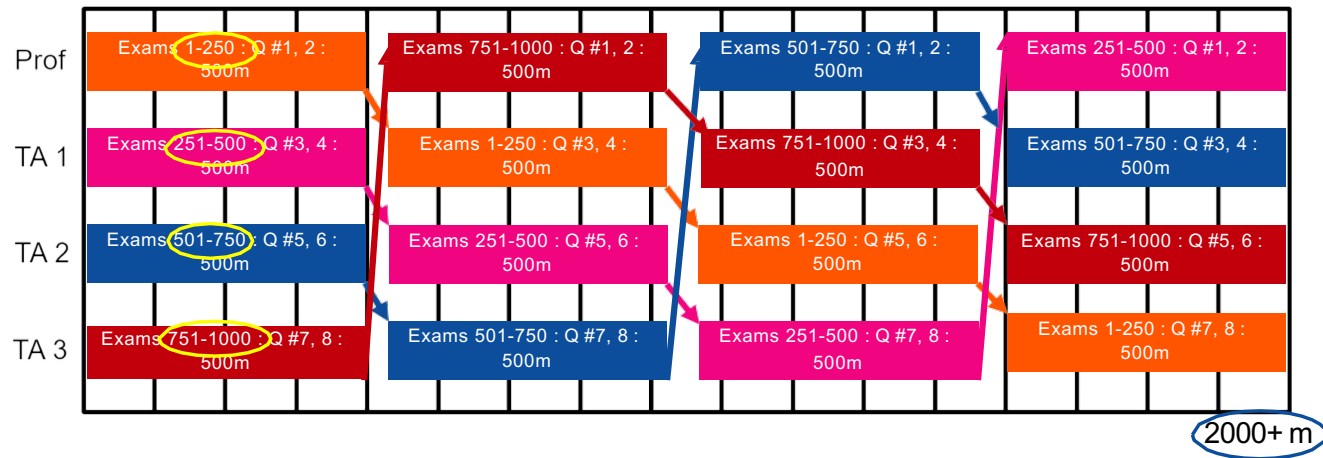 Prof
Exams 1-250 : Q #1, 2 :
500m
Exams 751-1000 : Q #1, 2 :
500m
Exams 501-750 : Q #1, 2 :
500m
Exams 251-500 : Q #1, 2 :
500m
TA 1
Exams 251-500 : Q #3, 4 :
500m
Exams 1-250 : Q #3, 4 :
500m
Exams 751-1000 : Q #3, 4 :
500m
Exams 501-750 : Q #3, 4 :
500m
TA 2
Exams 501-750 : Q #5, 6 :
500m
Exams 251-500 : Q #5, 6 :
500m
Exams 1-250 : Q #5, 6 :
500m
Exams 751-1000 : Q #5, 6 :
500m
TA 3
Exams 751-1000 : Q #7, 8 :
500m
Exams 501-750 : Q #7, 8 :
500m
Exams 251-500 : Q #7, 8 :
500m
Exams 1-250 : Q #7, 8 :
500m
2000+ m